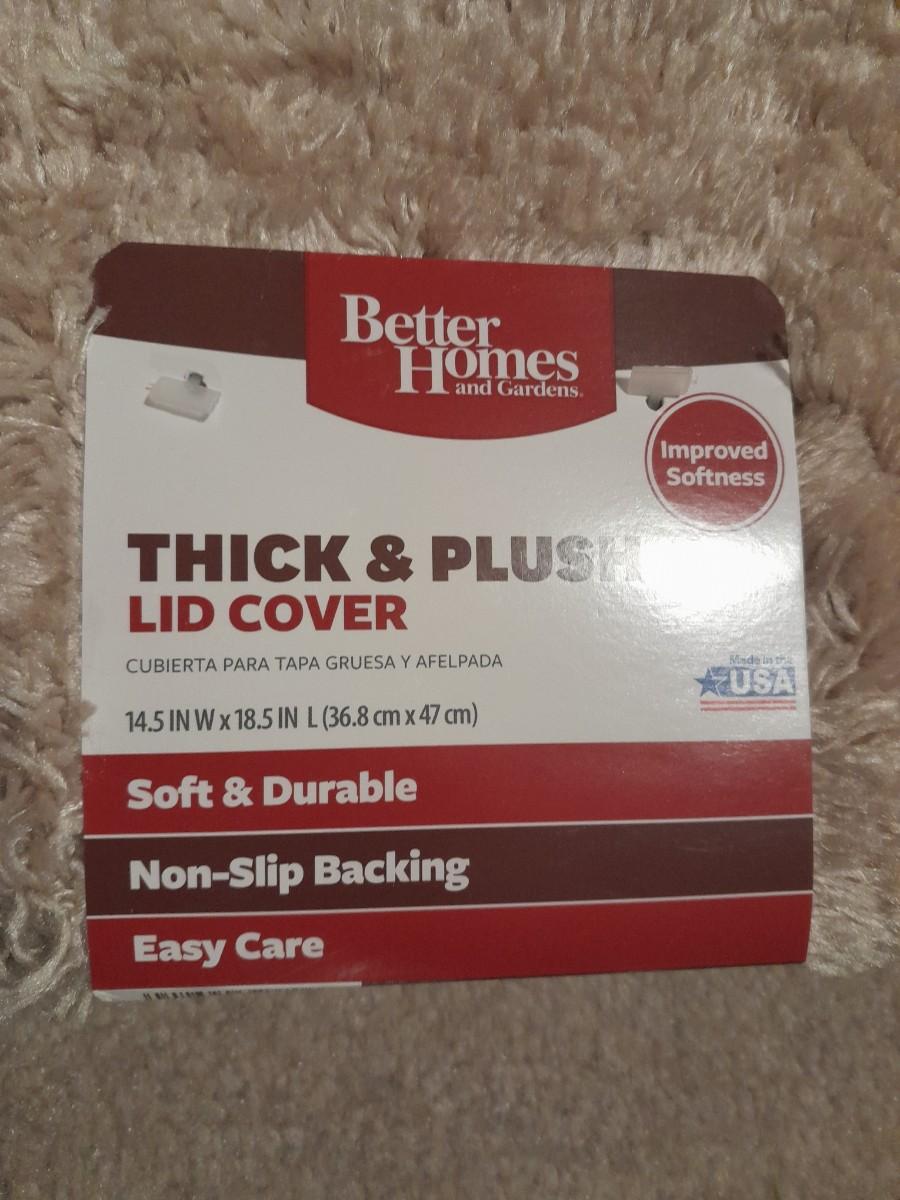 Better
Homes
and Gardens®
Improved
Softness
THICK & PLUSH
LID COVER
CUBIERTA PARA TAPA GRUESA Y AFELPADA
Made in the
USA
14.5 IN W x 18.5 IN L (36.8 cm x 47 cm)
Soft & Durable
Non-Slip Backing
Easy Care